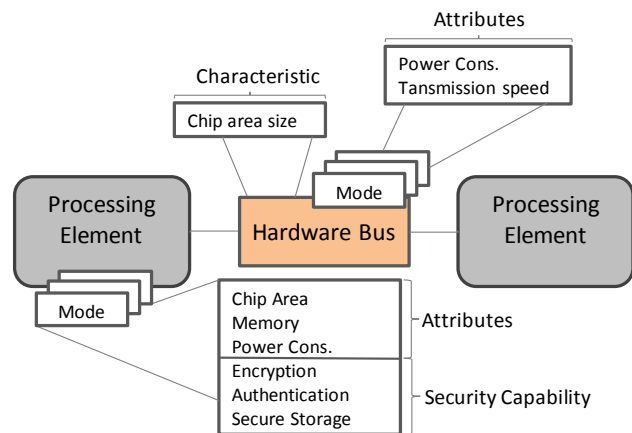 Attributes
Power Cons.
Tansmission speed
Characteristic
Chip area size
Mode
Processing
Element
Hardware Bus
Processing
Element
Mode
Chip Area
Memory
Power Cons.
Attributes
Encryption
Authentication
Secure Storage
Security Capability